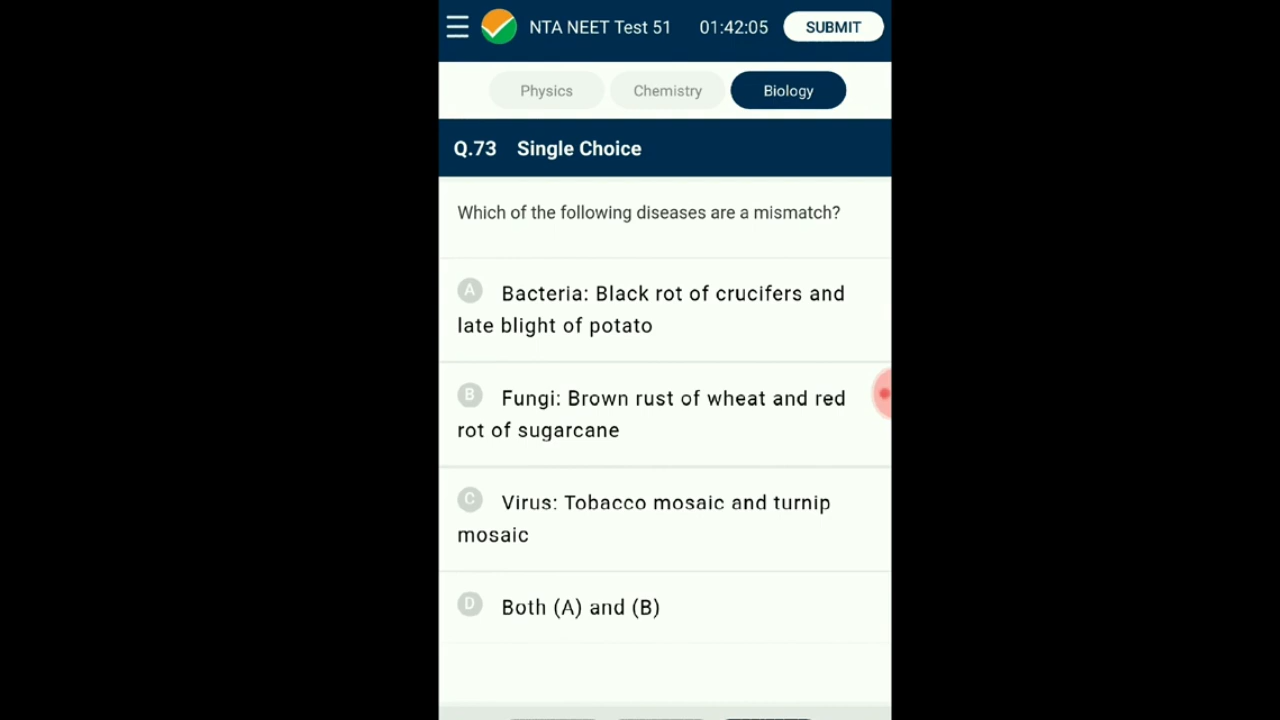 NTA NEET Test 51 01:42:05 SUBMIT
Physics Chemistry Biology
Q.73 Single Choice
Which of the following diseases are a mismatch?
A Bacteria: Black rot of crucifers and
late blight of potato
B Fungi: Brown rust of wheat and red
rot of sugarcane
C Virus: Tobacco mosaic and turnip
mosaic
D Both (A) and (B)